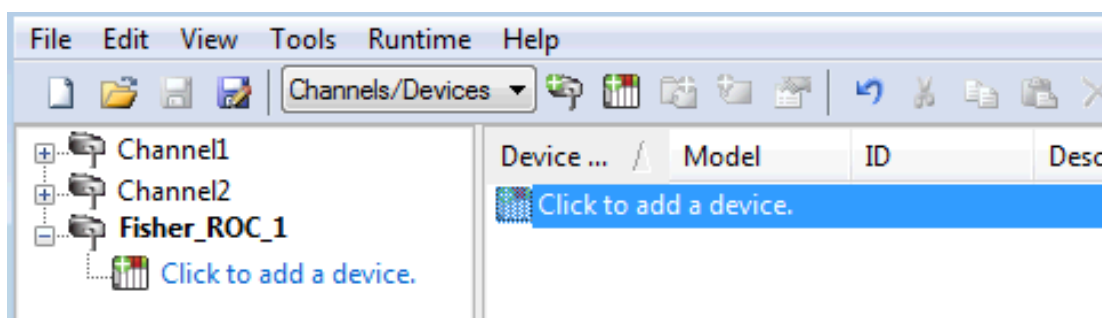 File Edit View Tools Runtime Help
Channels/Devices
Channel1
Channel2
Fisher_ROC_1
Click to add a device.
Device ... Model ID Desc
Click to add a device.